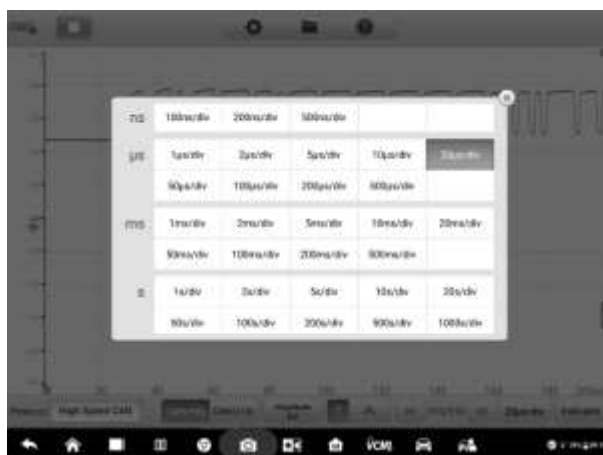 ns 100ns/div 200ns/div 500ns/div
μs 1μs/div 2μs/div 5μs/div 10μs/div 20μs/div
50μs/div 100μs/div 200μs/div 500μs/div
ms 1ms/div 2ms/div 5ms/div 10ms/div 20ms/div
50ms/div 100ms/div 200ms/div 500ms/div
s 1s/div 2s/div 5s/div 10s/div 20s/div
50s/div 100s/div 200s/div 500s/div 1000s/div
High Speed CAN 20μs/div
VCMI